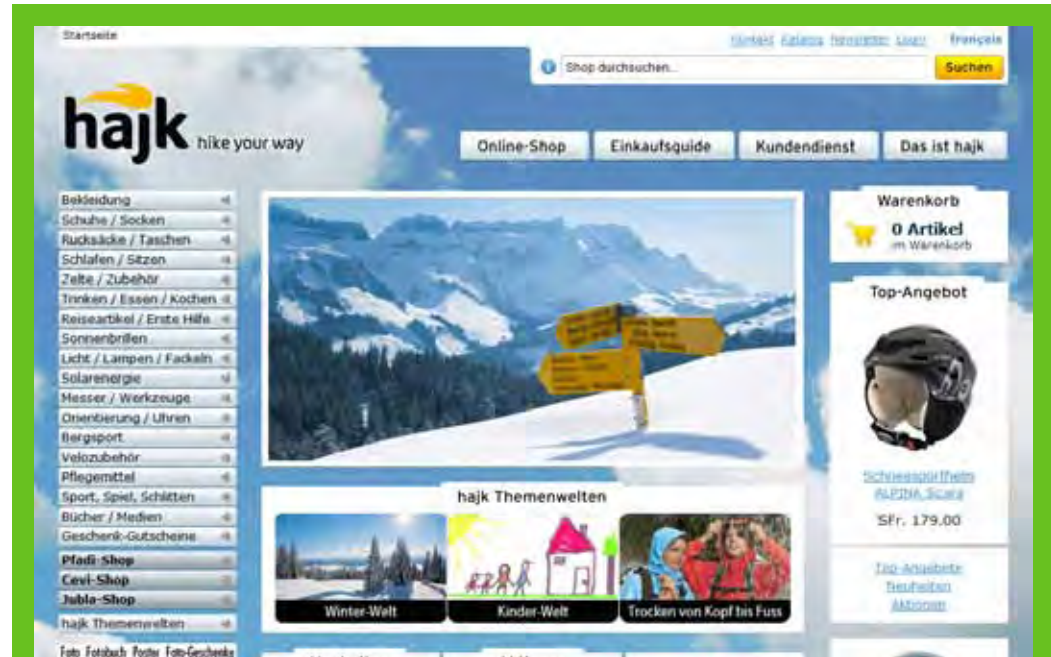 Startseite
Kontakt Katalog Newsletter Login français
Shop durchsuchen...
Suchen
hajk hike your way
Online-Shop
Einkaufsguide
Kundendienst
Das ist hajk
Bekleidung
Schuhe / Socken
Rucksäcke / Taschen
Schlafen / Sitzen
Zelte / Zubehör
Trinken / Essen / Kochen
Reiseartikel / Erste Hilfe
Sonnenbrillen
Licht / Lampen / Fackeln
Solarenergie
Messer / Werkzeuge
Orientierung / Uhren
Bergsport
Velozubehör
Pflegemittel
Sport, Spiel, Schlitten
Bücher / Medien
Geschenk-Gutscheine
Pfadi-Shop
Cevi-Shop
Jubla-Shop
hajk Themenwelten
Foto Fotobuch Poster Foto-Geschenke
hajk Themenwelten
Winter-Welt
Kinder-Welt
Trocken von Kopf bis Fuss
Warenkorb
0 Artikel
im Warenkorb
Top-Angebot
Schneesporthelm
ALPINA Scara
SFr. 179.00
Top-Angebote
Neuheiten
Aktionen